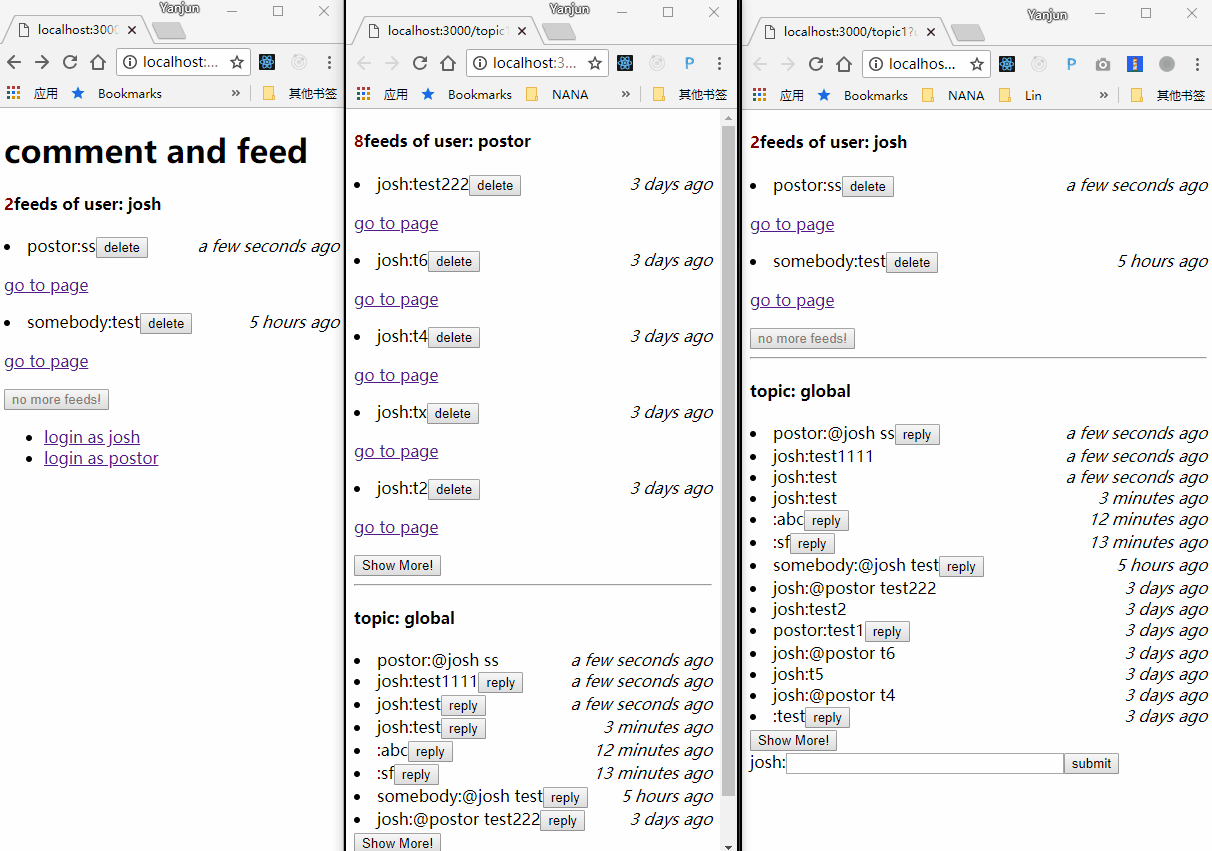 Yanjun
localhost:300
localhost:...
应用 Bookmarks » 其他书签
comment and feed
2feeds of user: josh
postor:ss delete a few seconds ago
go to page
somebody:test delete 5 hours ago
go to page
no more feeds!
login as josh
login as postor
Yanjun
localhost:3000/topic1
localhost:3...
P
应用 Bookmarks NANA » 其他书签
8feeds of user: postor
josh:test222 delete 3 days ago
go to page
josh:t6 delete 3 days ago
go to page
josh:t4 delete 3 days ago
go to page
josh:tx delete 3 days ago
go to page
josh:t2 delete 3 days ago
go to page
Show More!
topic: global
postor:@josh ss a few seconds ago
josh:test1111 reply a few seconds ago
josh:test reply a few seconds ago
josh:test reply 3 minutes ago
:abc reply 12 minutes ago
:sf reply 13 minutes ago
somebody:@josh test reply 5 hours ago
josh:@postor test222 reply 3 days ago
Show More!
Yanjun
localhost:3000/topic1?u
localhos...
P
应用 Bookmarks NANA Lin » 其他书签
2feeds of user: josh
postor:ss delete a few seconds ago
go to page
somebody:test delete 5 hours ago
go to page
no more feeds!
topic: global
postor:@josh ss reply a few seconds ago
josh:test1111 a few seconds ago
josh:test a few seconds ago
josh:test 3 minutes ago
:abc reply 12 minutes ago
:sf reply 13 minutes ago
somebody:@josh test reply 5 hours ago
josh:@postor test222 3 days ago
josh:test2 3 days ago
postor:test1 reply 3 days ago
josh:@postor t6 3 days ago
josh:t5 3 days ago
josh:@postor t4 3 days ago
:test reply 3 days ago
Show More!
josh: submit